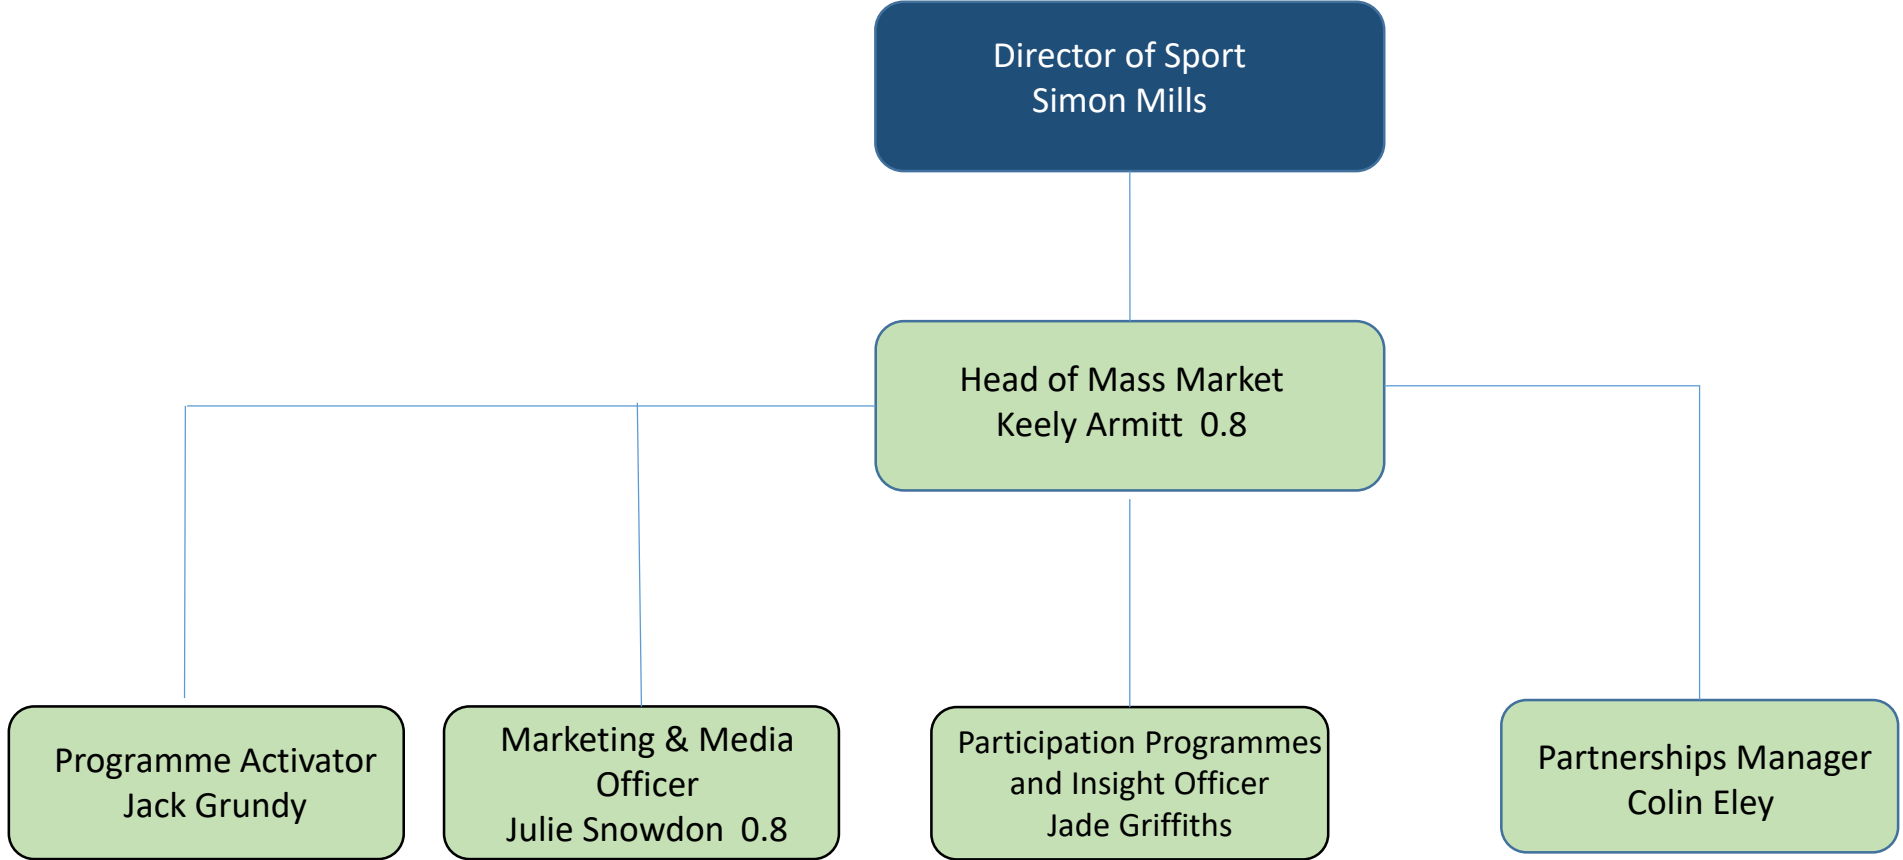 Director of Sport
Simon Mills
Head of Mass Market
Keely Armitt  0.8
Programme Activator
Jack Grundy
Marketing & Media
Officer
Julie Snowdon  0.8
Participation Programmes
and Insight Officer
Jade Griffiths
Partnerships Manager
Colin Eley